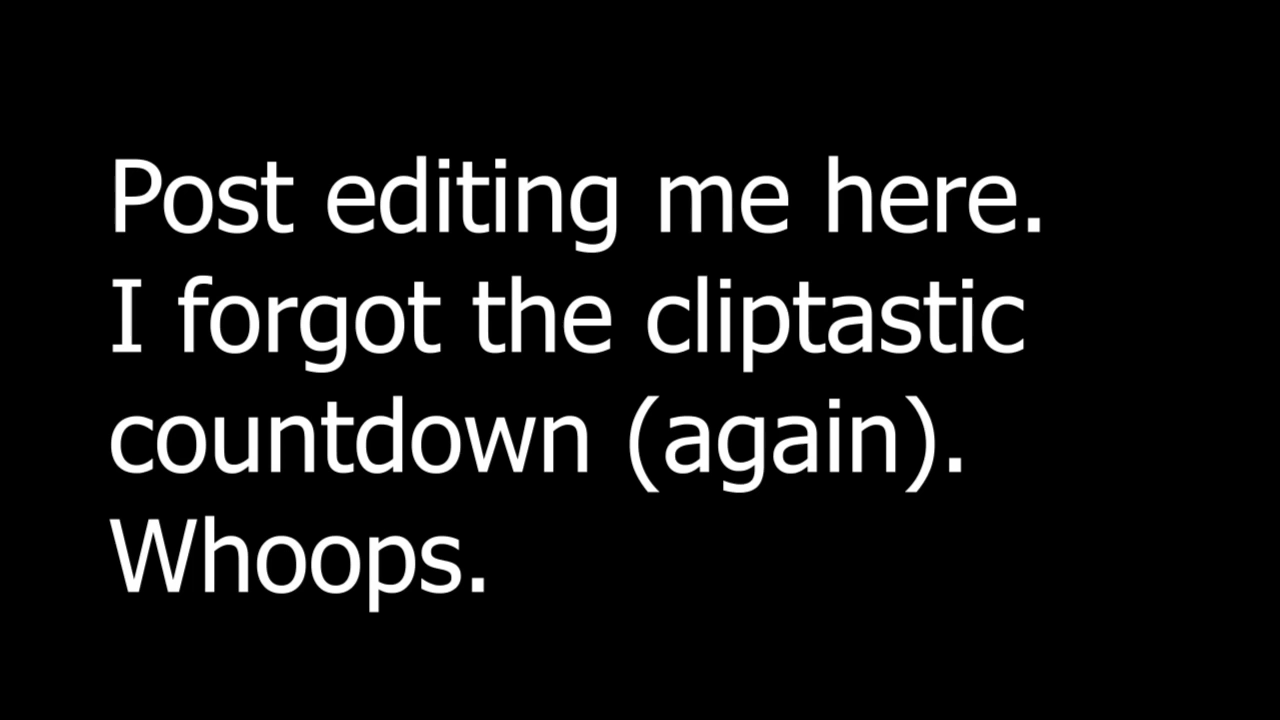 Post editing me here.
I forgot the cliptastic
countdown (again).
Whoops.